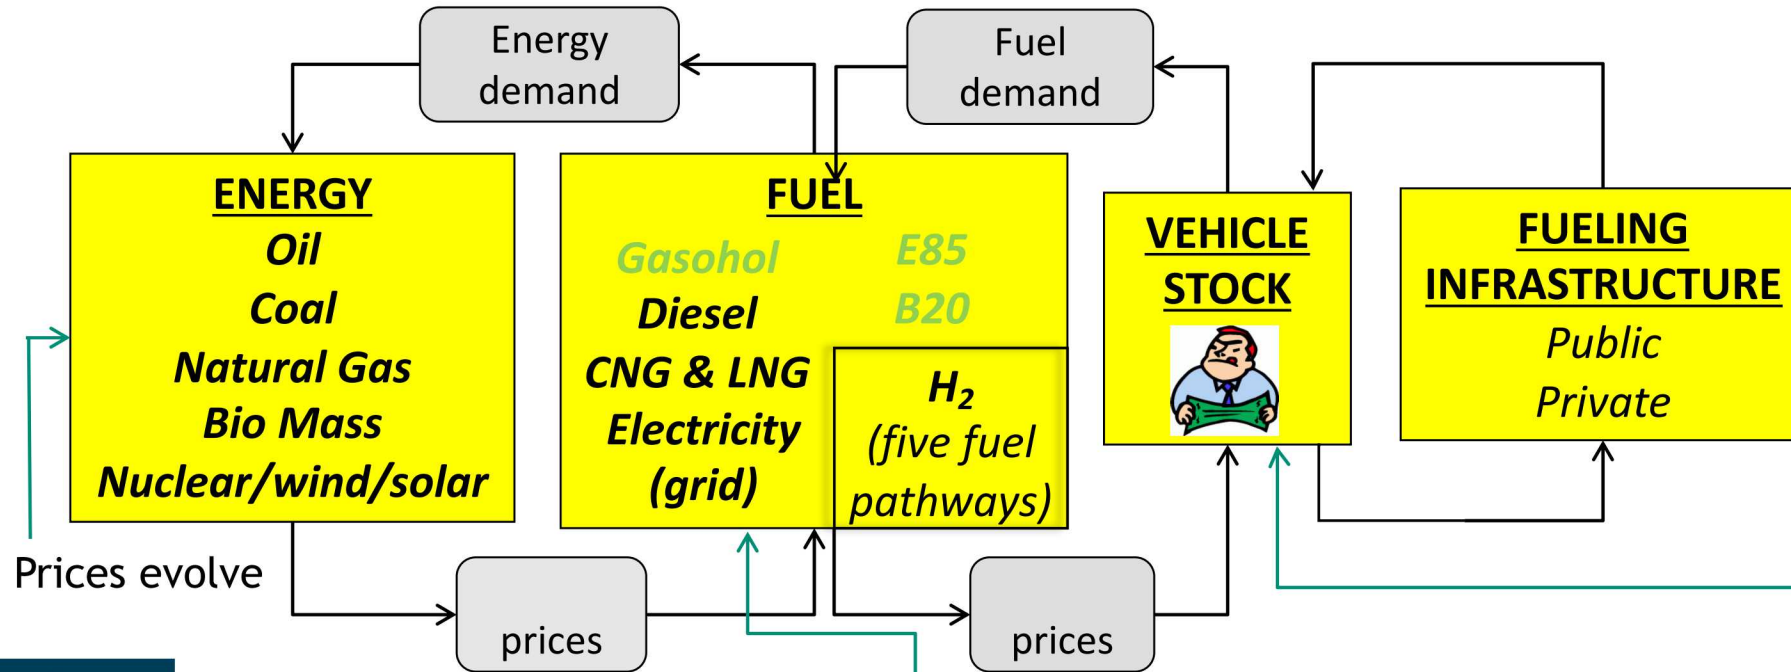 Energy
demand
Fuel
demand
ENERGY
Oil
Coal
Natural Gas
Bio Mass
Nuclear/wind/solar
FUEL
Gasohol
E85
Diesel
B20
CNG & LNG
Electricity
(grid)
H₂
(five fuel
pathways)
VEHICLE
STOCK
FUELING
INFRASTRUCTURE
Public
Private
Prices evolve
prices
prices